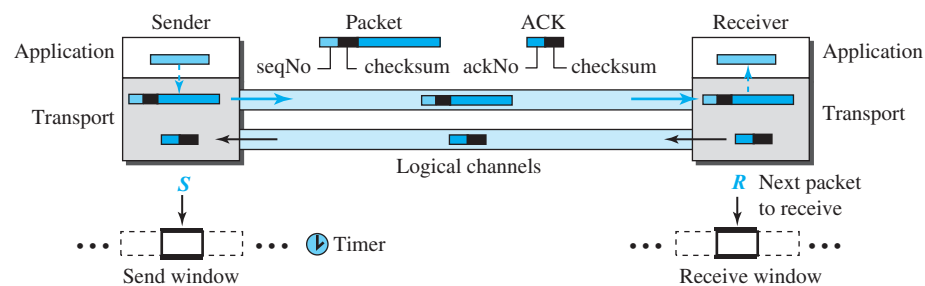 Sender
Packet
ACK
Receiver
Application
seqNo
checksum
ackNo
checksum
Application
Transport
Transport
Logical channels
S
R
Next packet
to receive
Timer
Send window
Receive window